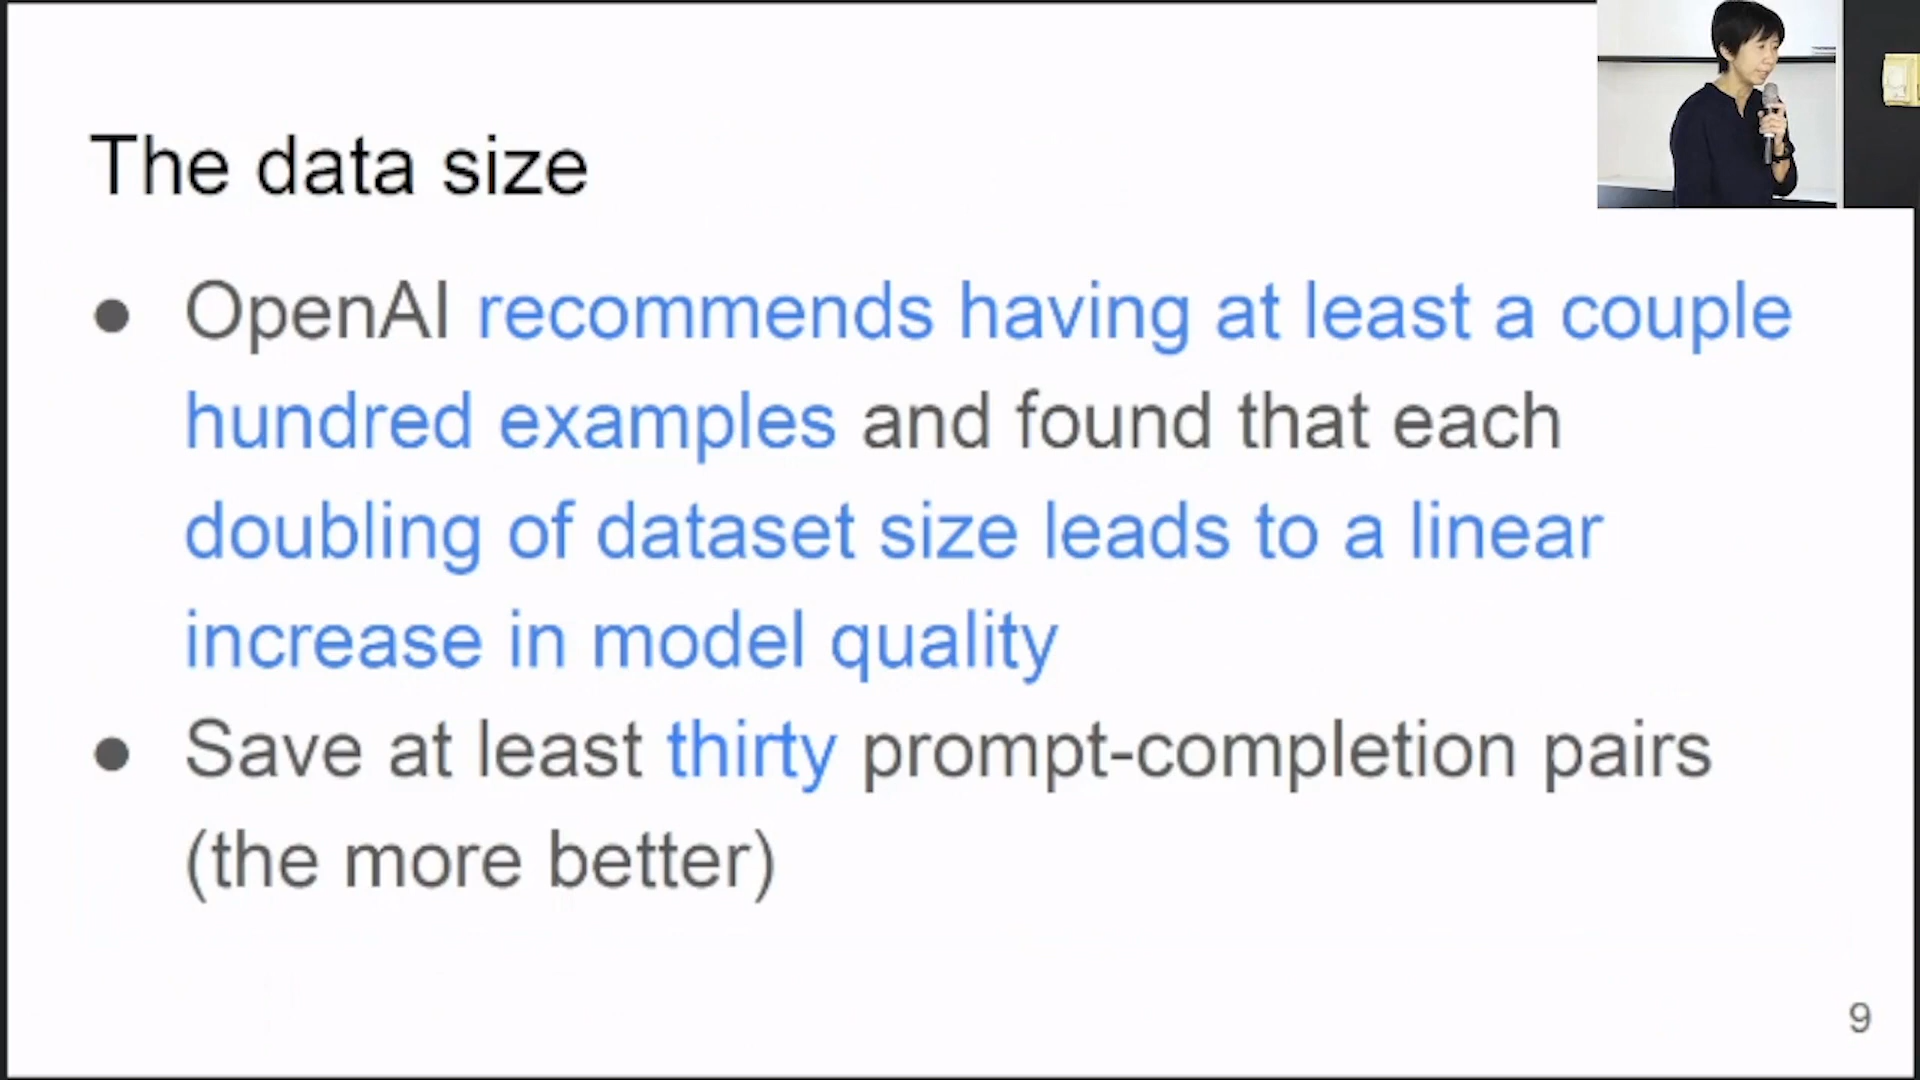 The data size
● OpenAI recommends having at least a couple
hundred examples and found that each
doubling of dataset size leads to a linear
increase in model quality
● Save at least thirty prompt-completion pairs
(the more better)
9